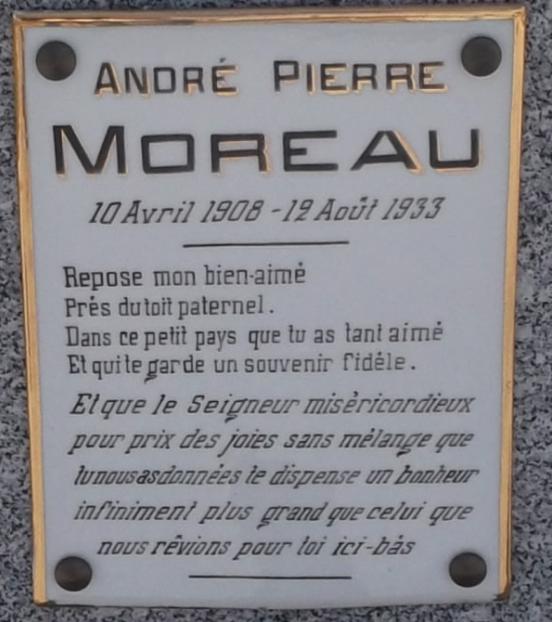 ANDRÉ PIERRE
MOREAU
10 Avril 1908 - 12 Août 1933
Repose mon bien-aimé
Près du toit paternel.
Dans ce petit pays que tu as tant aimé
Et qui te garde un souvenir fidèle.
Et que le Seigneur miséricordieux
pour prix des joies sans mélange que
tu nous as données te dispense un bonheur
infiniment plus grand que celui que
nous rêvions pour toi ici-bàs